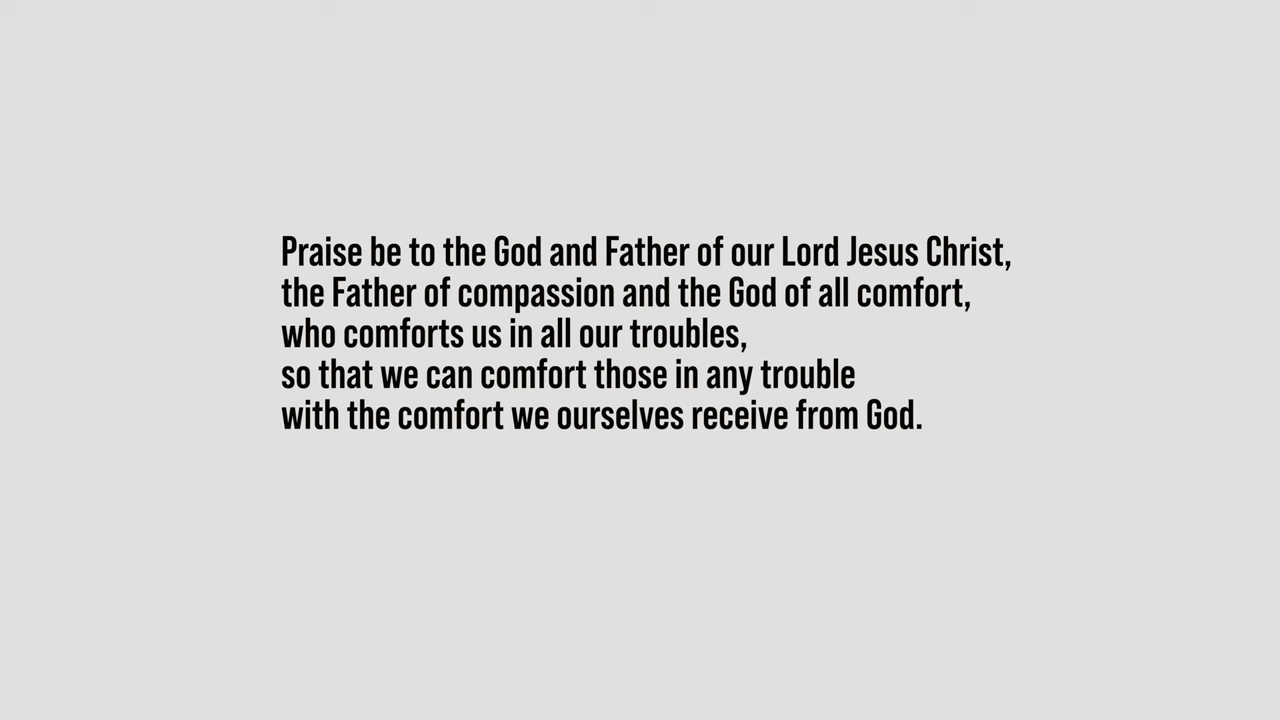 Praise be to the God and Father of our Lord Jesus Christ,
the Father of compassion and the God of all comfort,
who comforts us in all our troubles,
so that we can comfort those in any trouble
with the comfort we ourselves receive from God.